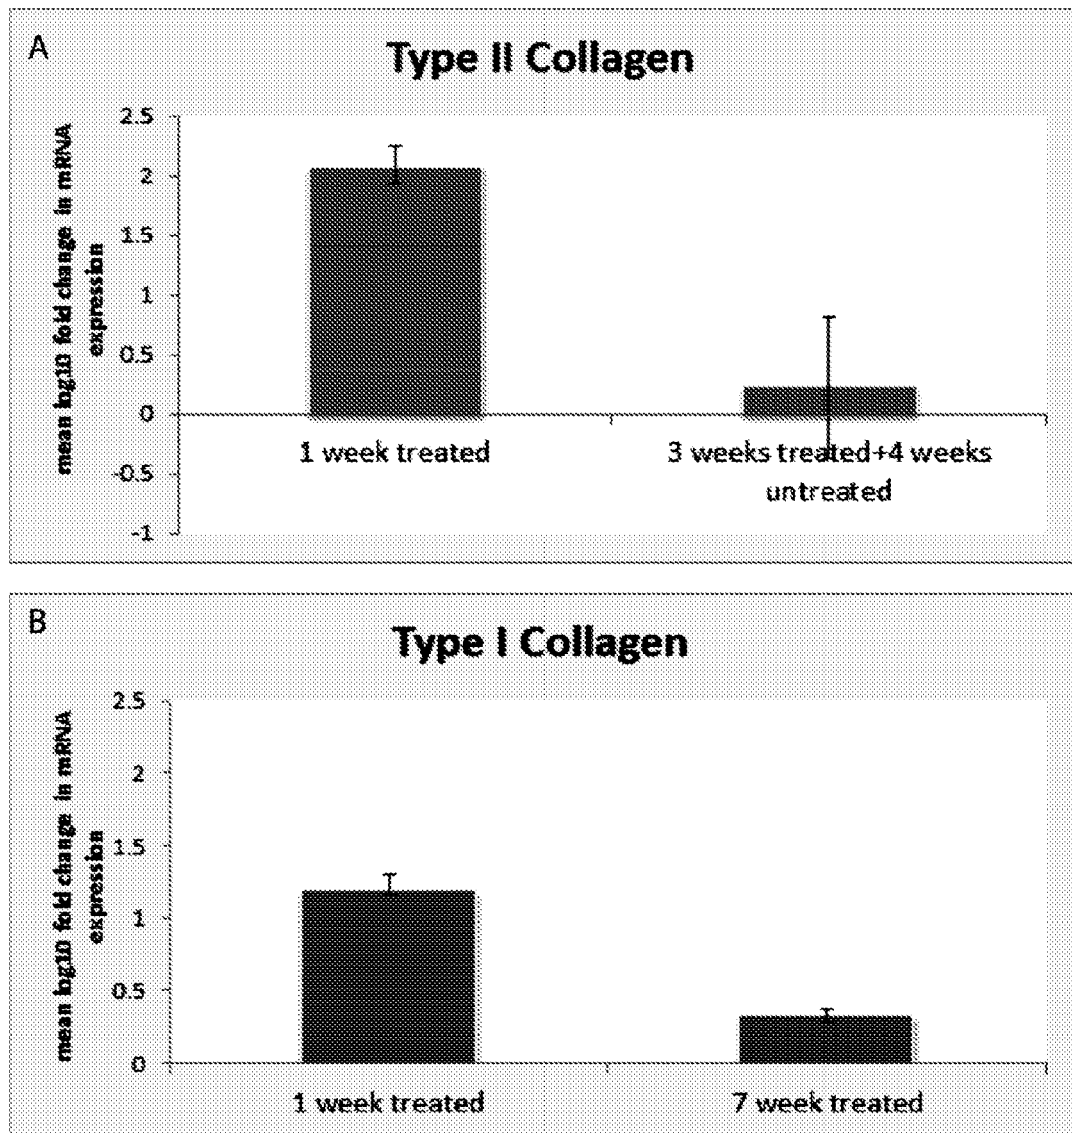 A
Type II Collagen
mean log10 fold change in mRNA
expression
2.5
2
1.5
1
0.5
0
-0.5
-1
1 week treated
3 weeks treated+4 weeks
untreated
B
Type I Collagen
mean log10 fold change in mRNA
expression
2.5
2
1.5
1
0.5
0
1 week treated
7 week treated